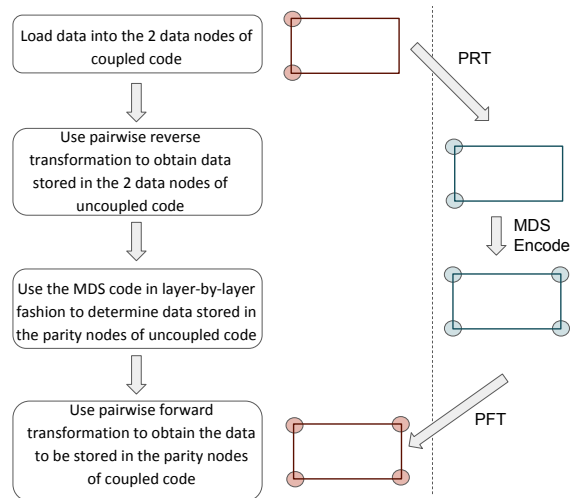 Load data into the 2 data nodes of
coupled code
PRT
Use pairwise reverse
transformation to obtain data
stored in the 2 data nodes of
uncoupled code
MDS
Encode
Use the MDS code in layer-by-layer
fashion to determine data stored in
the parity nodes of uncoupled code
Use pairwise forward
transformation to obtain the data
to be stored in the parity nodes
of coupled code
PFT